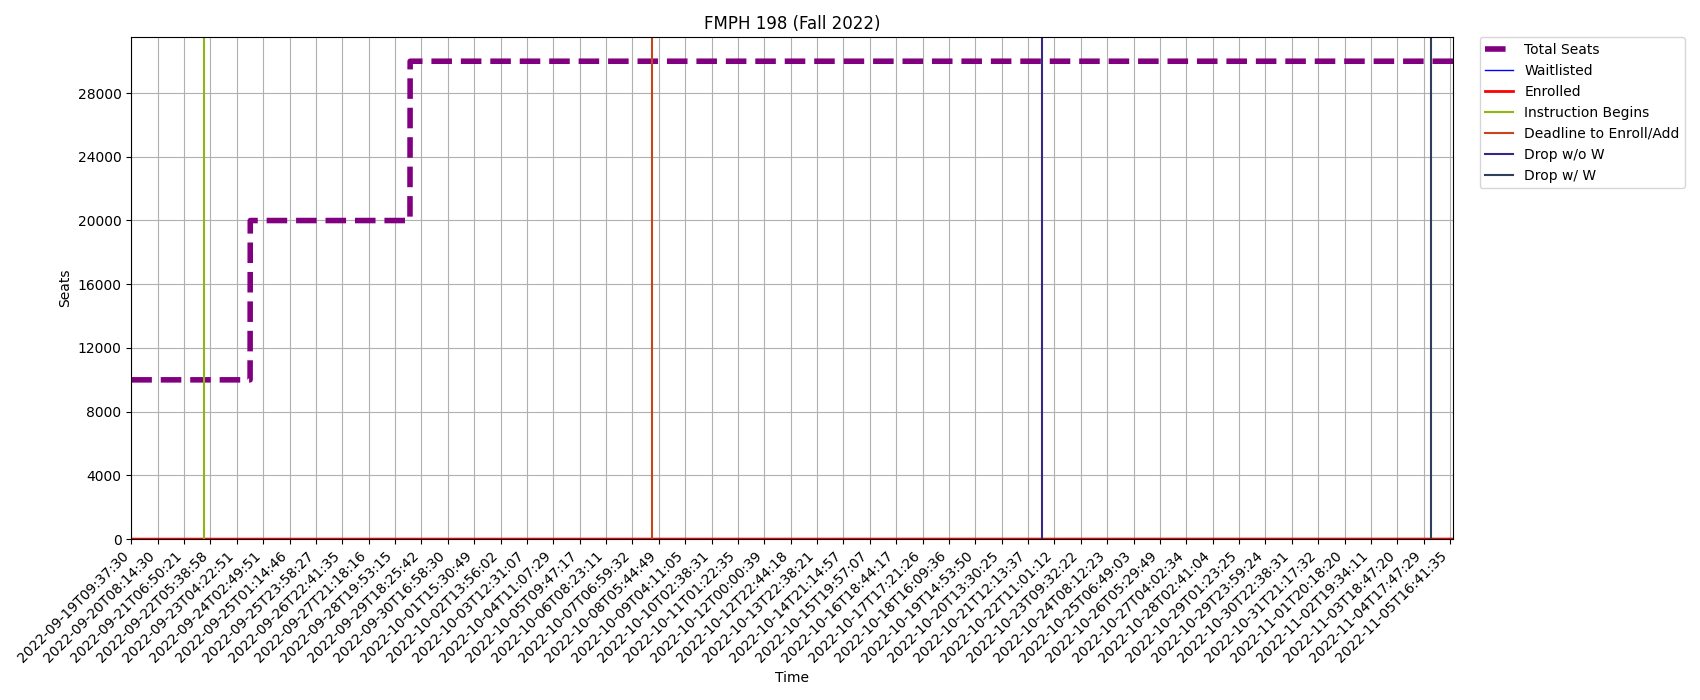 FMPH 198 (Fall 2022)
Total Seats
Waitlisted
Enrolled
Instruction Begins
Deadline to Enroll/Add
Drop w/o W
Drop w/ W
Seats
28000
24000
20000
16000
12000
8000
4000
0
2022-09-19T09:37:30
2022-09-20T08:14:30
2022-09-21T06:50:21
2022-09-22T05:38:58
2022-09-23T04:22:51
2022-09-24T02:49:51
2022-09-25T01:14:46
2022-09-25T23:58:27
2022-09-26T22:41:35
2022-09-27T21:18:16
2022-09-28T19:53:15
2022-09-29T18:25:42
2022-09-30T16:58:30
2022-10-01T15:30:49
2022-10-02T13:56:02
2022-10-03T12:31:07
2022-10-04T11:07:29
2022-10-05T09:47:17
2022-10-06T08:23:11
2022-10-07T06:59:32
2022-10-08T05:44:49
2022-10-09T04:11:05
2022-10-10T02:38:31
2022-10-11T01:22:35
2022-10-12T00:00:39
2022-10-12T22:44:18
2022-10-13T22:38:21
2022-10-14T21:14:57
2022-10-15T19:57:07
2022-10-16T18:44:17
2022-10-17T17:21:26
2022-10-18T16:09:36
2022-10-19T14:53:50
2022-10-20T13:30:25
2022-10-21T12:13:37
2022-10-22T11:01:12
2022-10-23T09:32:22
2022-10-24T08:12:23
2022-10-25T06:49:03
2022-10-26T05:29:49
2022-10-27T04:02:34
2022-10-28T02:41:04
2022-10-29T01:23:25
2022-10-29T23:59:24
2022-10-30T22:38:31
2022-10-31T21:17:32
2022-11-01T20:18:20
2022-11-02T19:34:11
2022-11-03T18:47:20
2022-11-04T17:47:29
2022-11-05T16:41:35
Time